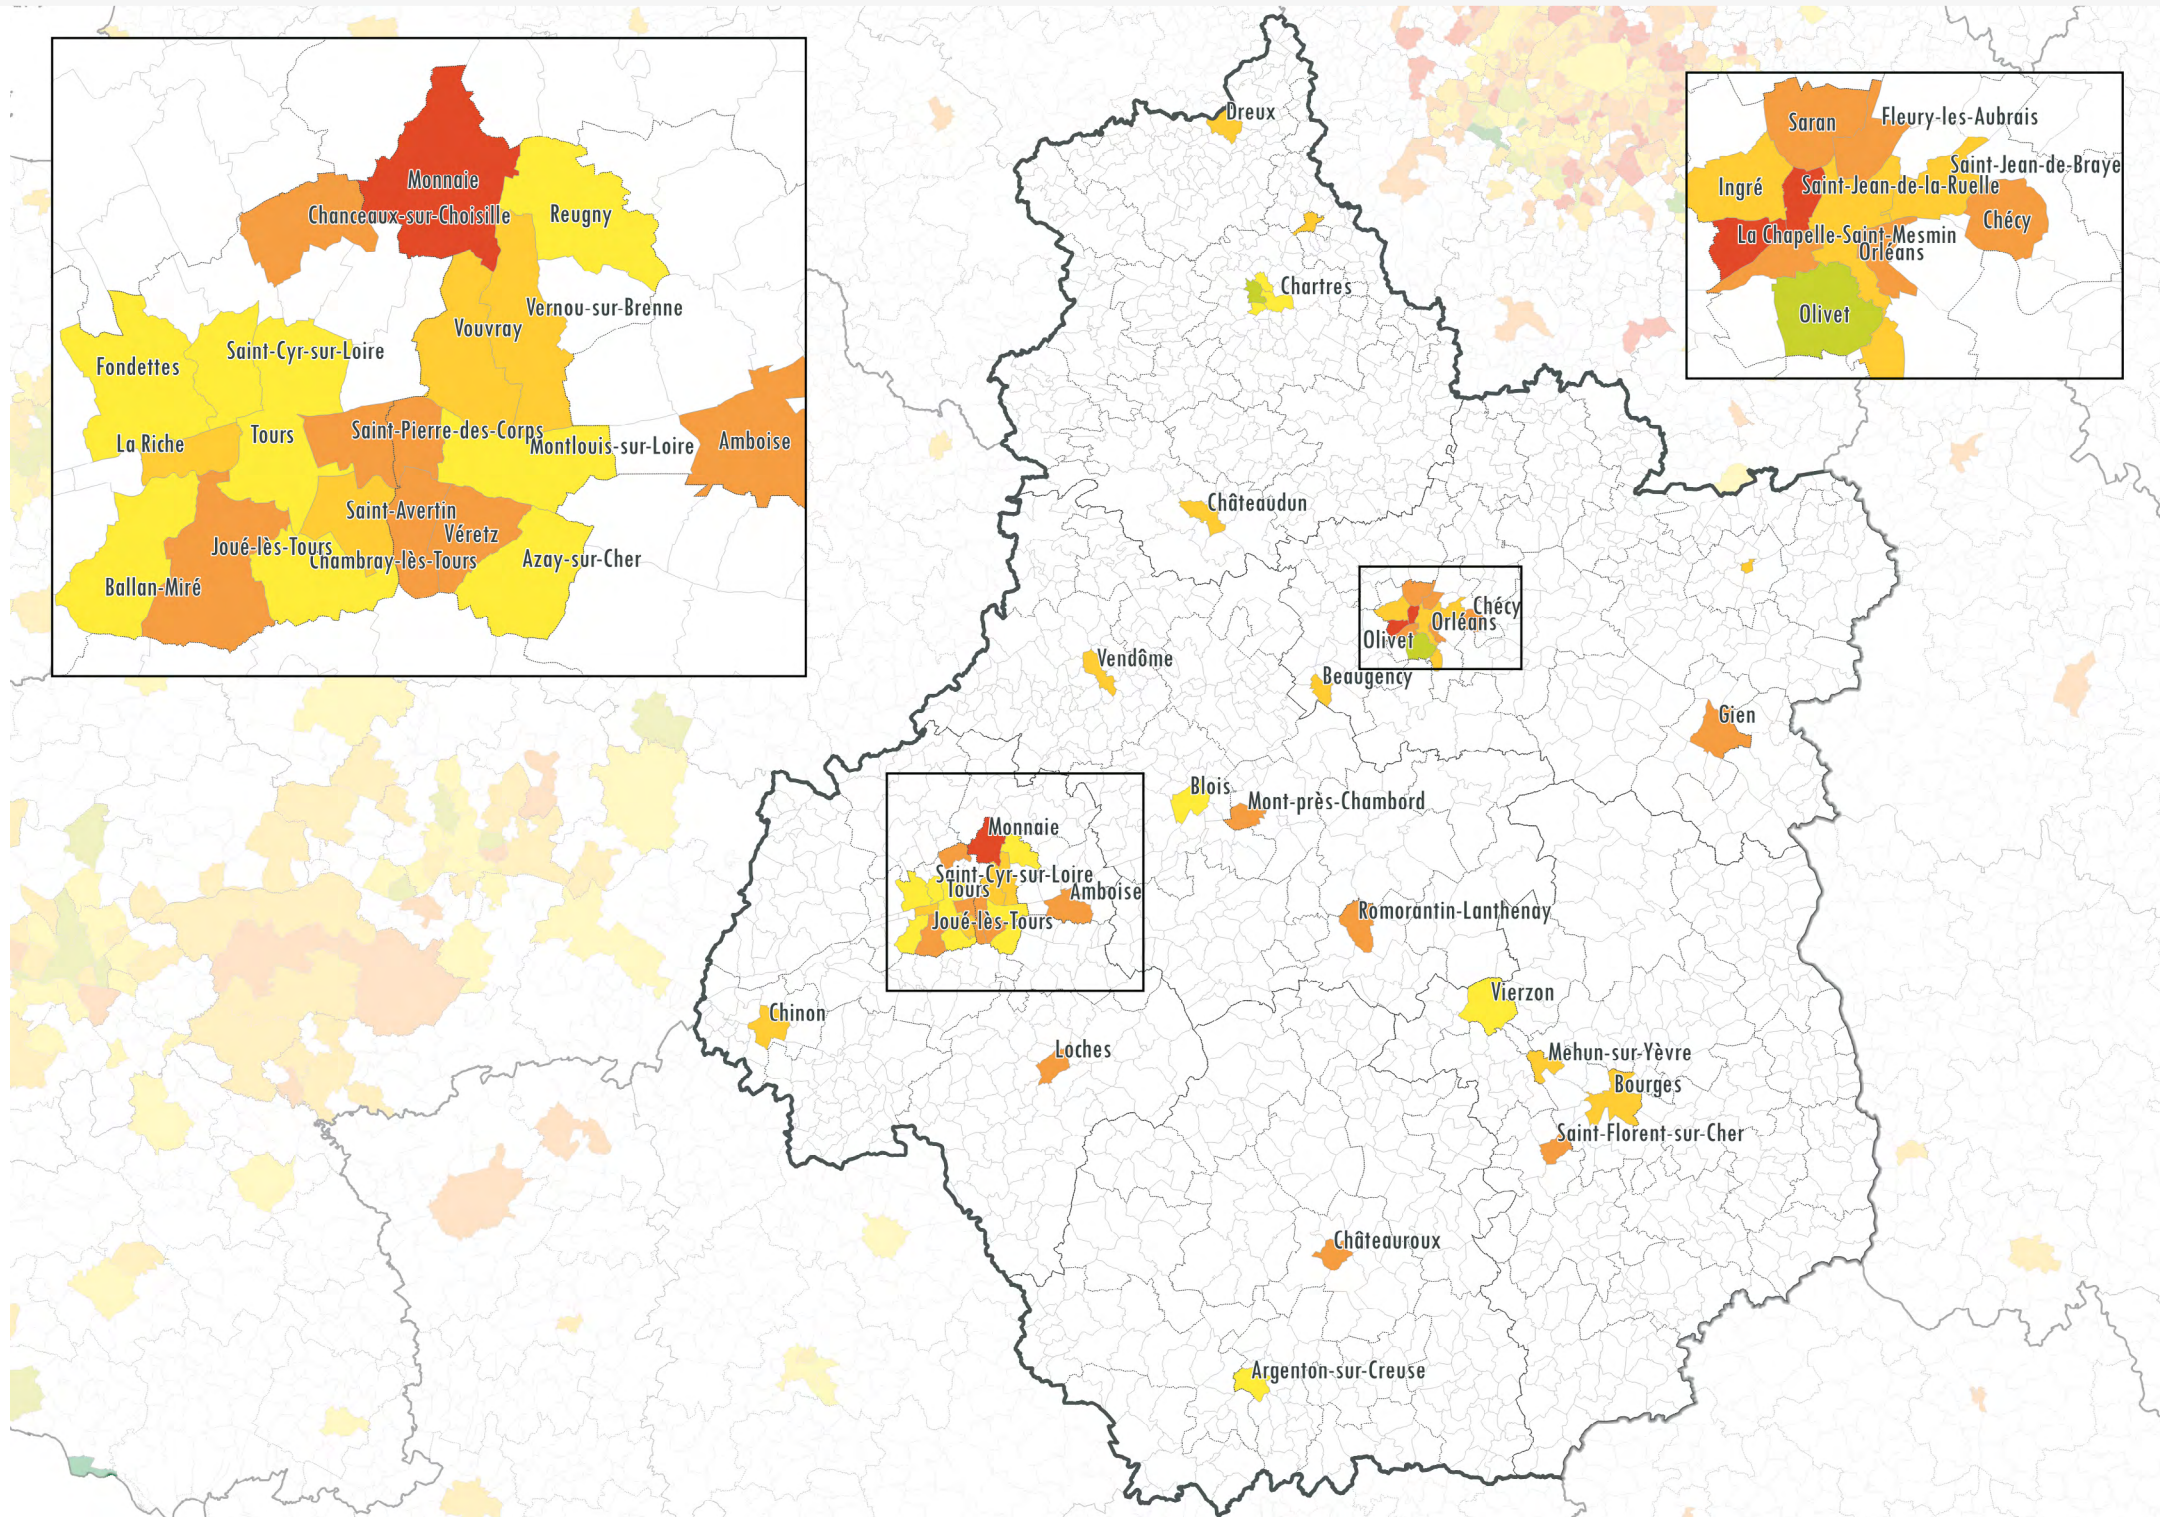 Monnaie
Chanceaux-sur-Choisille
Reugny
Vernou-sur-Brenne
Vouvray
Saint-Cyr-sur-Loire
Fondettes
La Riche
Tours
Saint-Pierre-des-Corps
Montlouis-sur-Loire
Amboise
Saint-Avertin
Véretz
Joué-lès-Tours
Chambray-lès-Tours
Azay-sur-Cher
Ballan-Miré
Saran
Fleury-les-Aubrais
Saint-Jean-de-Braye
Ingré
Saint-Jean-de-la-Ruelle
Chécy
La Chapelle-Saint-Mesmin
Orléans
Olivet
Dreux
Chartres
Châteaudun
Chécy
Orléans
Olivet
Vendôme
Beaugency
Gien
Blois
Mont-près-Chambord
Monnaie
Saint-Cyr-sur-Loire
Tours
Amboise
Joué-lès-Tours
Romorantin-Lanthenay
Vierzon
Chinon
Loches
Mehun-sur-Yèvre
Bourges
Saint-Florent-sur-Cher
Châteauroux
Argenton-sur-Creuse